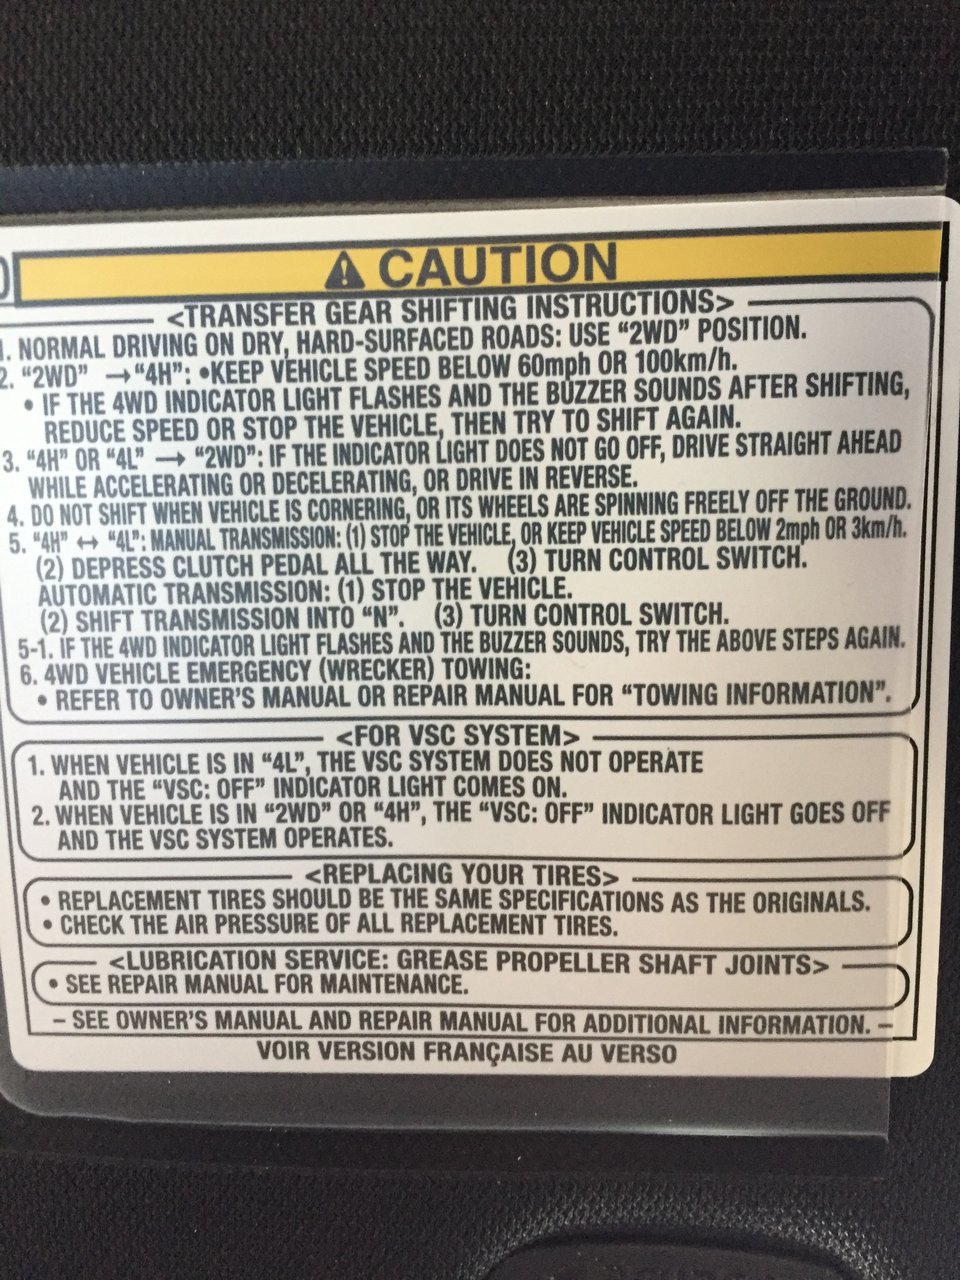 CAUTION
<TRANSFER GEAR SHIFTING INSTRUCTIONS>
1. NORMAL DRIVING ON DRY, HARD-SURFACED ROADS: USE “2WD” POSITION.
2. “2WD” →“4H”: •KEEP VEHICLE SPEED BELOW 60mph OR 100km/h.
• IF THE 4WD INDICATOR LIGHT FLASHES AND THE BUZZER SOUNDS AFTER SHIFTING,
REDUCE SPEED OR STOP THE VEHICLE, THEN TRY TO SHIFT AGAIN.
3. “4H” OR “4L” → “2WD”: IF THE INDICATOR LIGHT DOES NOT GO OFF, DRIVE STRAIGHT AHEAD
WHILE ACCELERATING OR DECELERATING, OR DRIVE IN REVERSE.
4. DO NOT SHIFT WHEN VEHICLE IS CORNERING, OR ITS WHEELS ARE SPINNING FREELY OFF THE GROUND.
5. “4H” ↔ “4L”: MANUAL TRANSMISSION: (1) STOP THE VEHICLE, OR KEEP VEHICLE SPEED BELOW 2mph OR 3km/h.
(2) DEPRESS CLUTCH PEDAL ALL THE WAY. (3) TURN CONTROL SWITCH.
AUTOMATIC TRANSMISSION: (1) STOP THE VEHICLE.
(2) SHIFT TRANSMISSION INTO “N”. (3) TURN CONTROL SWITCH.
5-1. IF THE 4WD INDICATOR LIGHT FLASHES AND THE BUZZER SOUNDS, TRY THE ABOVE STEPS AGAIN.
6. 4WD VEHICLE EMERGENCY (WRECKER) TOWING:
• REFER TO OWNER’S MANUAL OR REPAIR MANUAL FOR “TOWING INFORMATION”.
<FOR VSC SYSTEM>
1. WHEN VEHICLE IS IN “4L”, THE VSC SYSTEM DOES NOT OPERATE
AND THE “VSC: OFF” INDICATOR LIGHT COMES ON.
2. WHEN VEHICLE IS IN “2WD” OR “4H”, THE “VSC: OFF” INDICATOR LIGHT GOES OFF
AND THE VSC SYSTEM OPERATES.
<REPLACING YOUR TIRES>
• REPLACEMENT TIRES SHOULD BE THE SAME SPECIFICATIONS AS THE ORIGINALS.
• CHECK THE AIR PRESSURE OF ALL REPLACEMENT TIRES.
<LUBRICATION SERVICE: GREASE PROPELLER SHAFT JOINTS>
• SEE REPAIR MANUAL FOR MAINTENANCE.
– SEE OWNER’S MANUAL AND REPAIR MANUAL FOR ADDITIONAL INFORMATION. –
VOIR VERSION FRANÇAISE AU VERSO